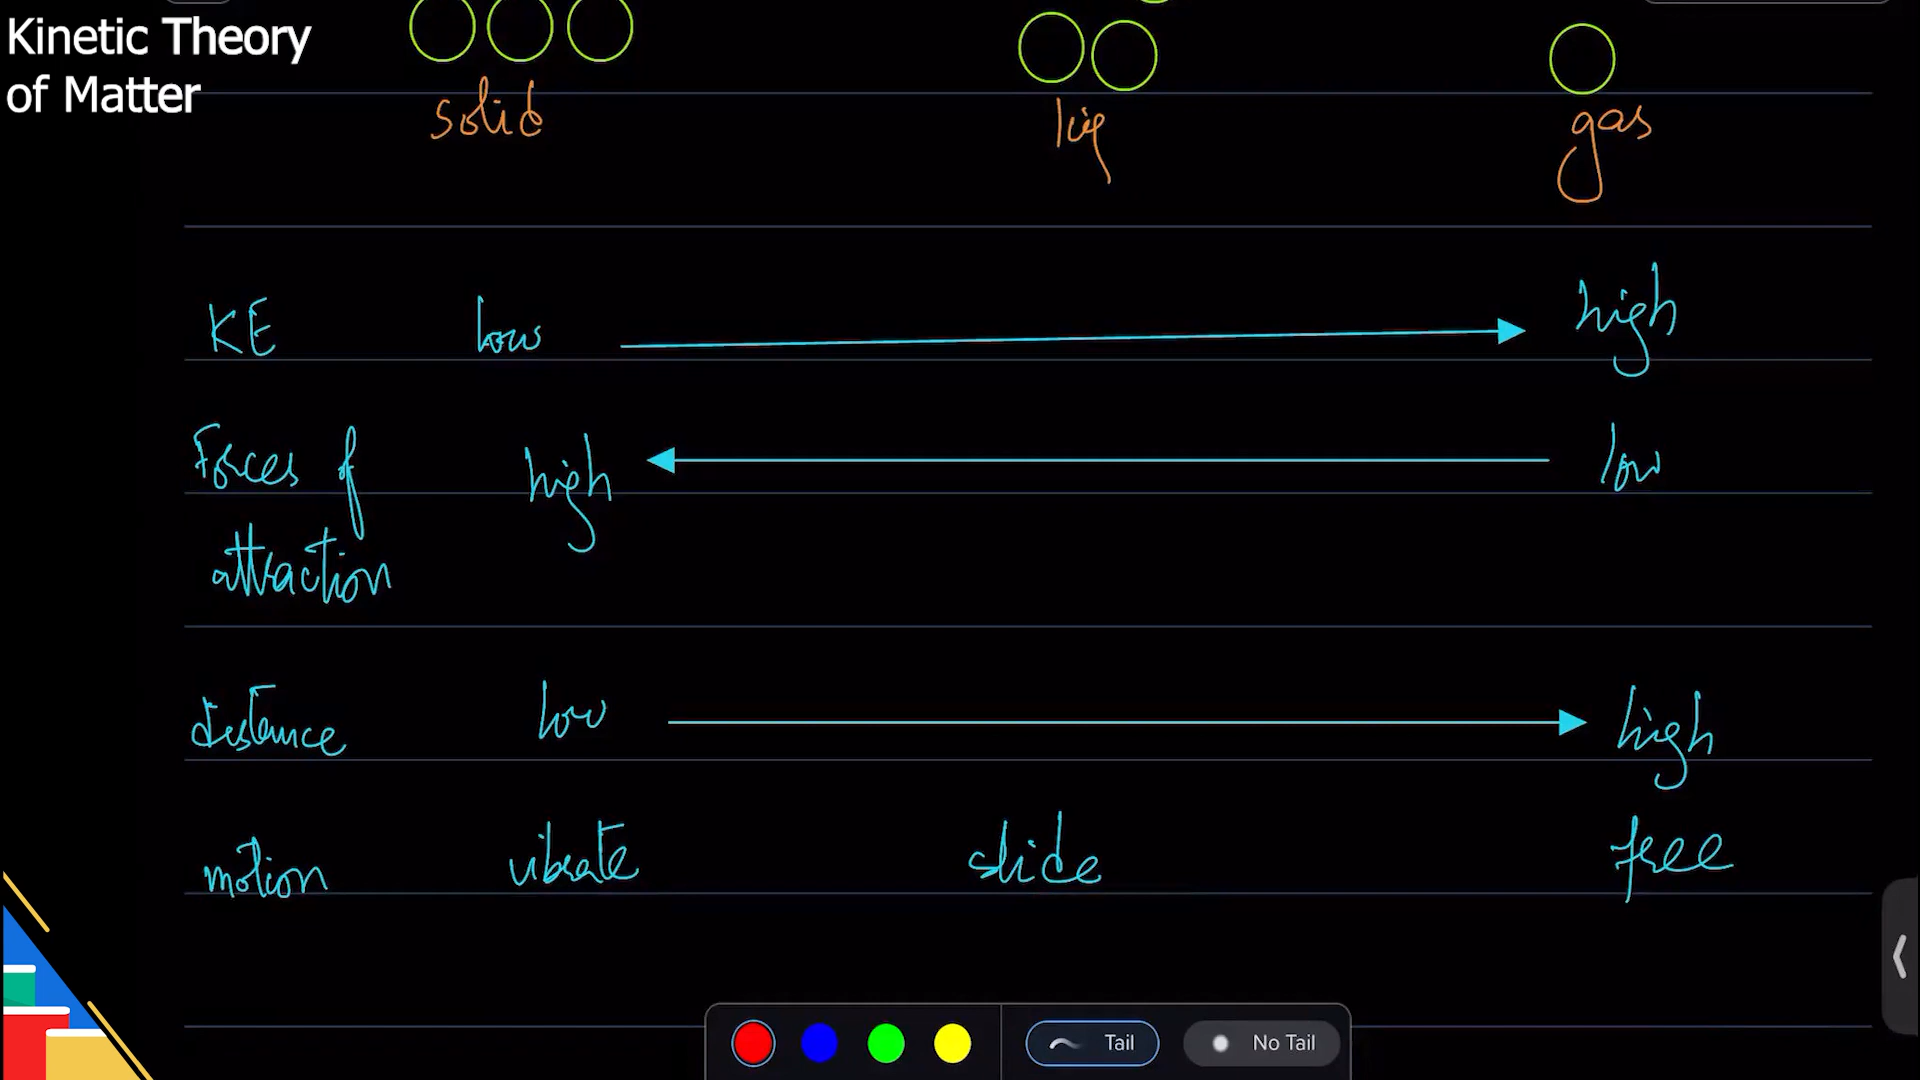 Kinetic Theory
of Matter
solid liq gas
KE low high
Forces of high low
attraction
distance low high
motion vibrate slide free
Tail No Tail